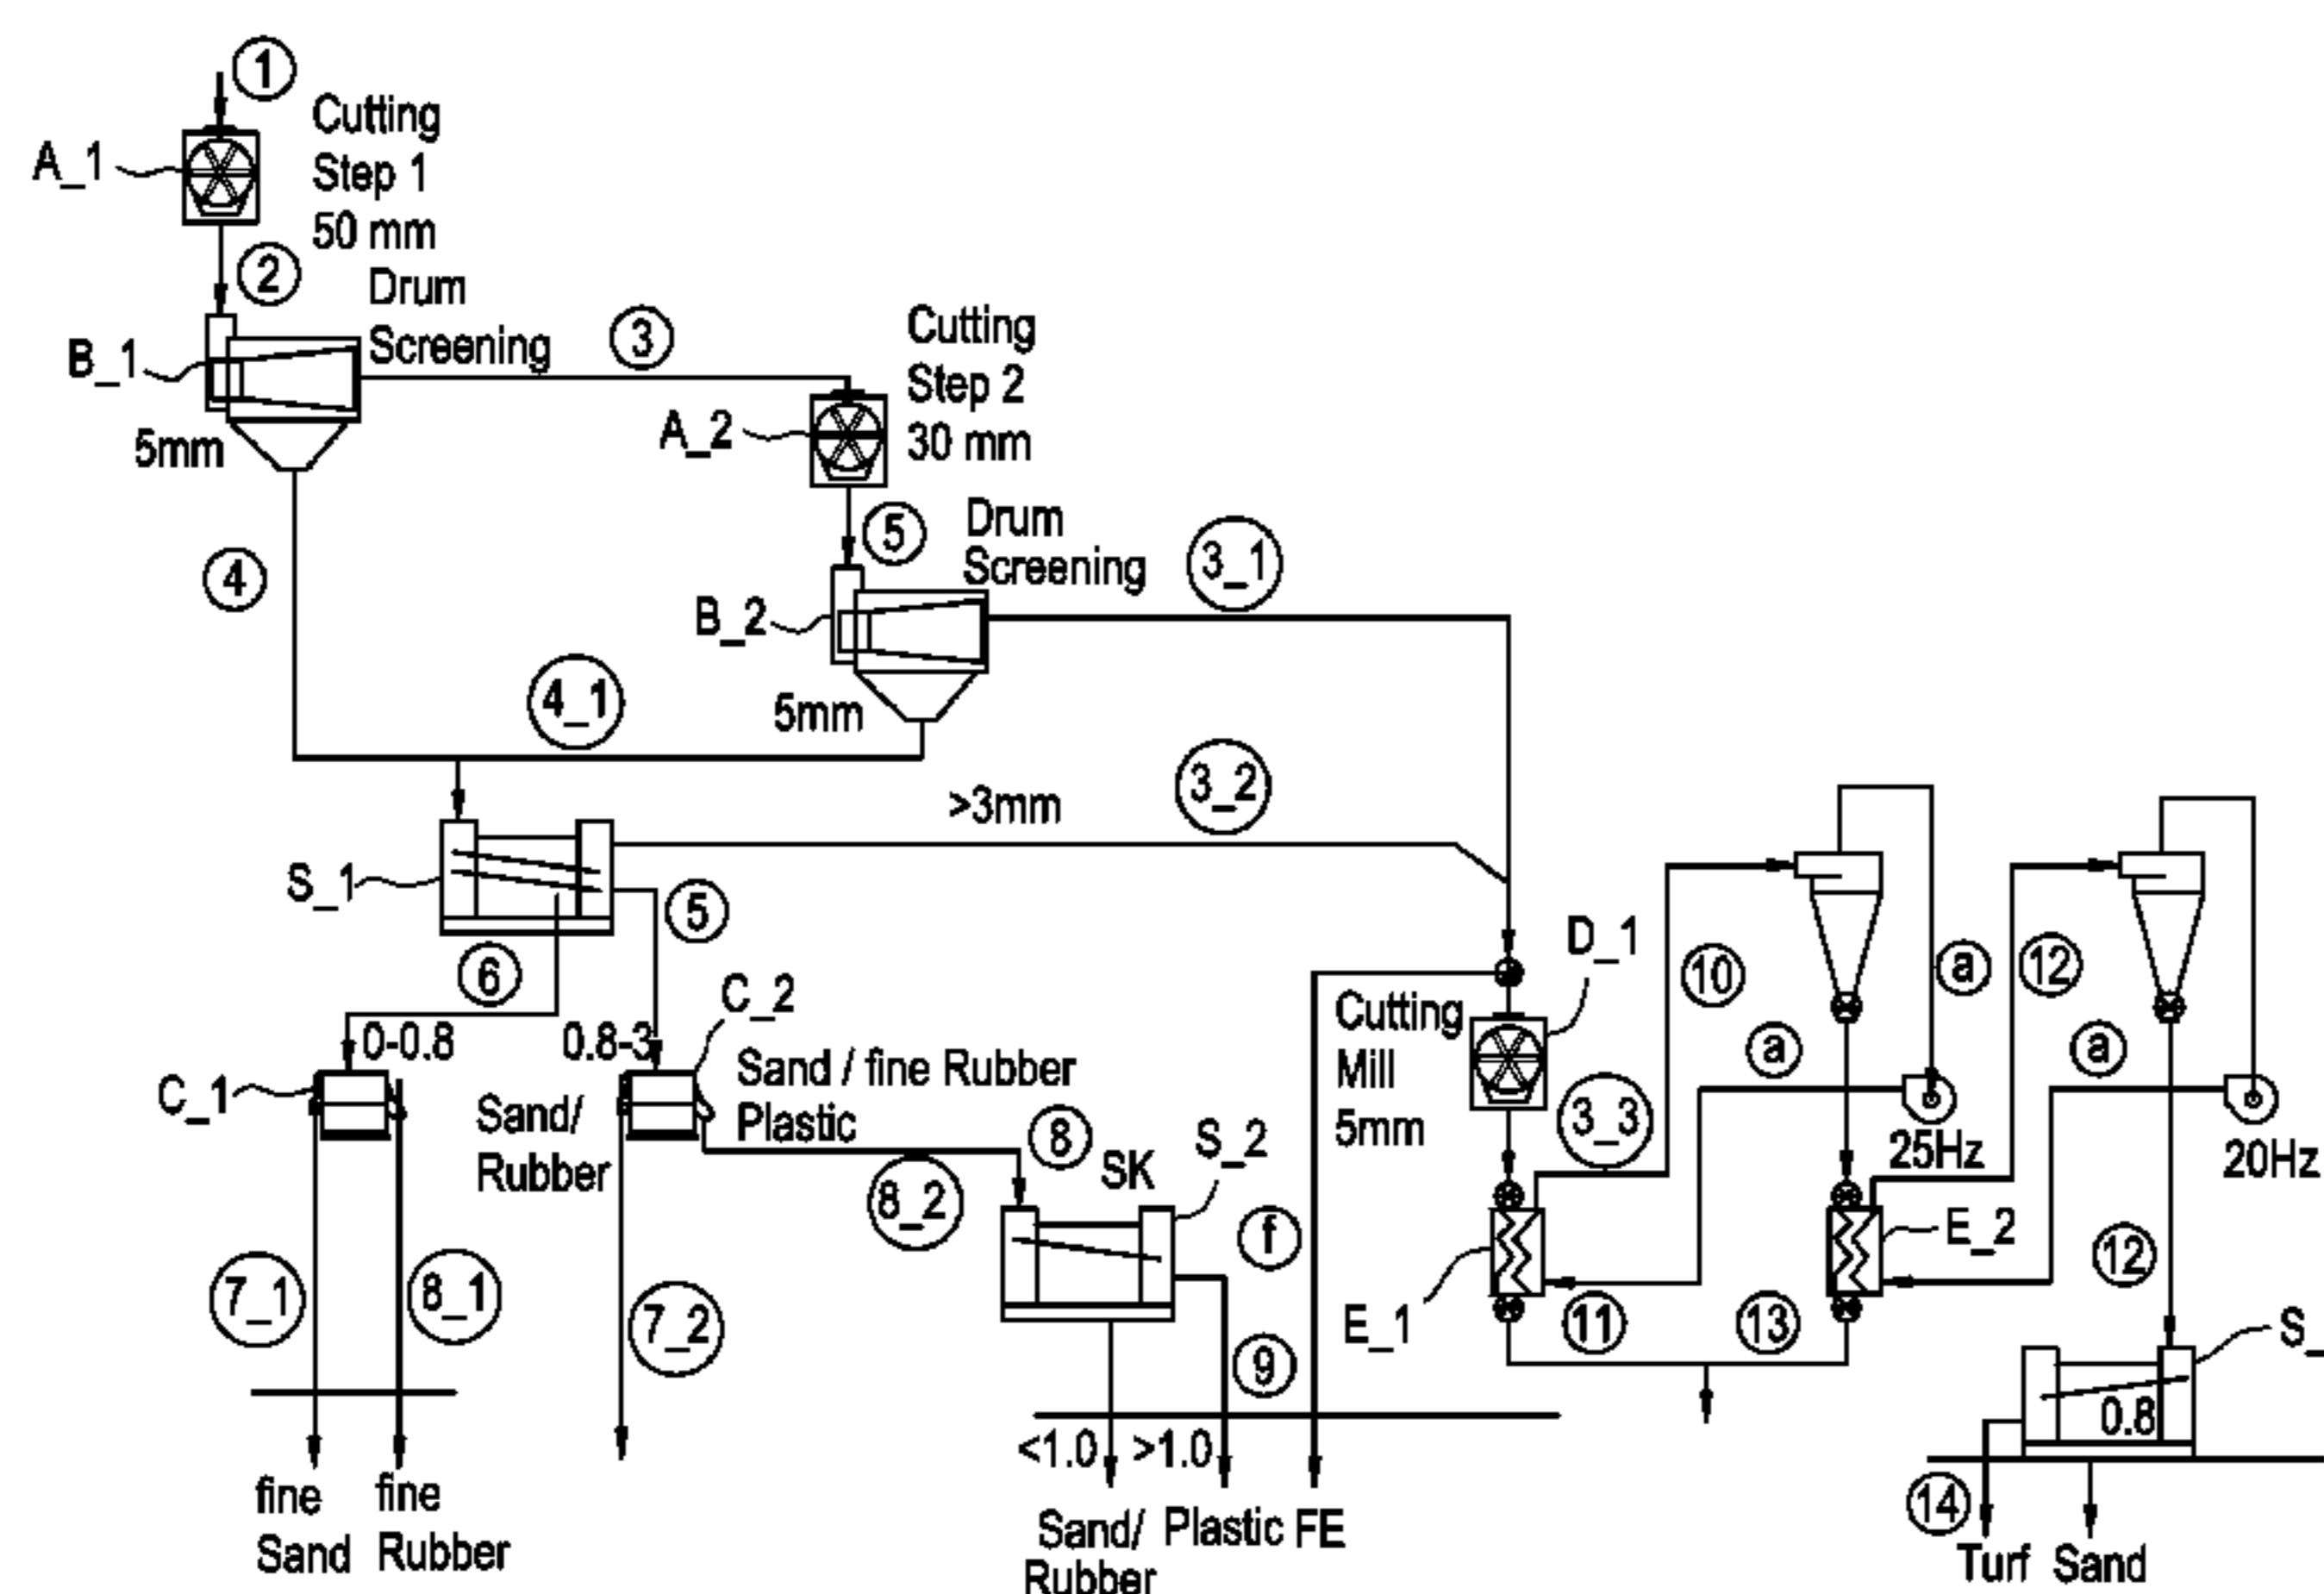 1
A_1
Cutting
Step 1
50 mm
2
Drum
Screening
B_1
5mm
3
Cutting
Step 2
30 mm
A_2
4
5
Drum
Screening
3_1
B_2
5mm
4_1
>3mm
3_2
S_1
5
6
C_2
0-0.8
0.8-3
C_1
Sand/
Rubber
Sand / fine Rubber
Plastic
8
8_2
SK
S_2
7_1
8_1
7_2
f
9
<1.0 >1.0
fine
Sand
fine
Rubber
Sand/
Rubber
Plastic
FE
D_1
Cutting
Mill
5mm
3_3
10
a
a
12
a
25Hz
20Hz
E_1
11
13
E_2
12
S_
0.8
14
Turf
Sand